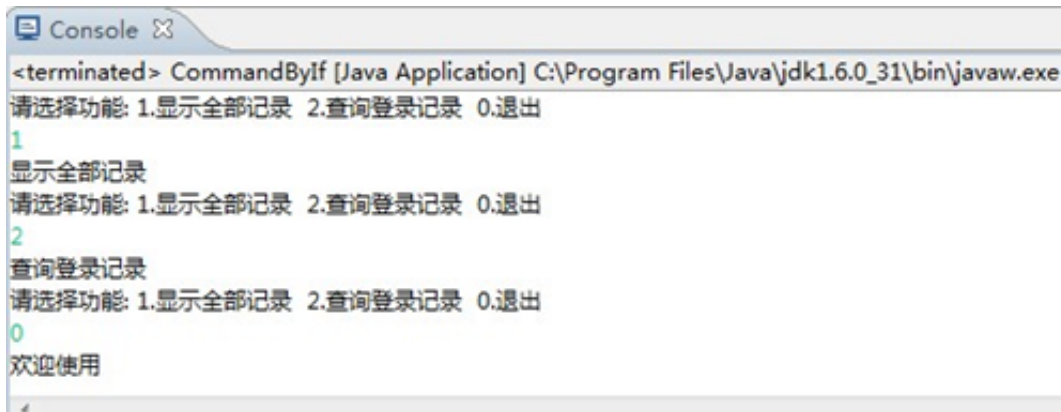 Console
<terminated> CommandByIf [Java Application] C:\Program Files\Java\jdk1.6.0_31\bin\javaw.exe
请选择功能: 1.显示全部记录  2.查询登录记录  0.退出
1
显示全部记录
请选择功能: 1.显示全部记录  2.查询登录记录  0.退出
2
查询登录记录
请选择功能: 1.显示全部记录  2.查询登录记录  0.退出
0
欢迎使用